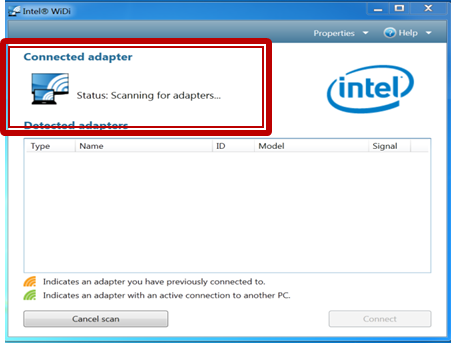 Intel® WiDi
Properties Help
Connected adapter
Status: Scanning for adapters...
intel
Detected adapters
Type Name ID Model Signal
Indicates an adapter you have previously connected to.
Indicates an adapter with an active connection to another PC.
Cancel scan Connect